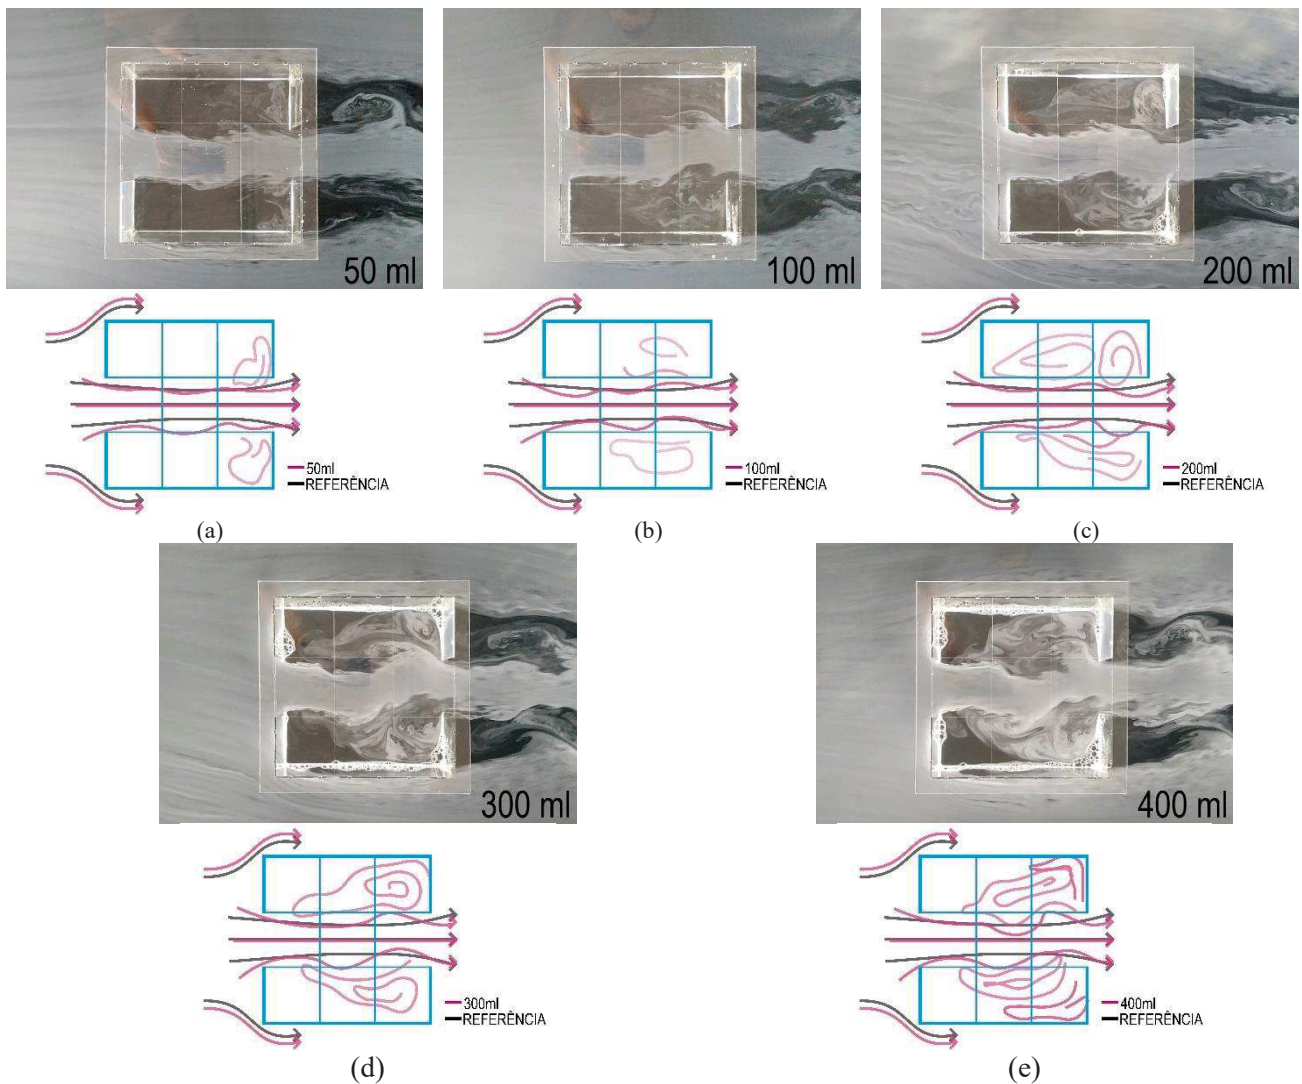 50 ml
100 ml
200 ml
50ml
REFERÊNCIA
100ml
REFERÊNCIA
200ml
REFERÊNCIA
(a)
(b)
(c)
300 ml
400 ml
300ml
REFERÊNCIA
400ml
REFERÊNCIA
(d)
(e)